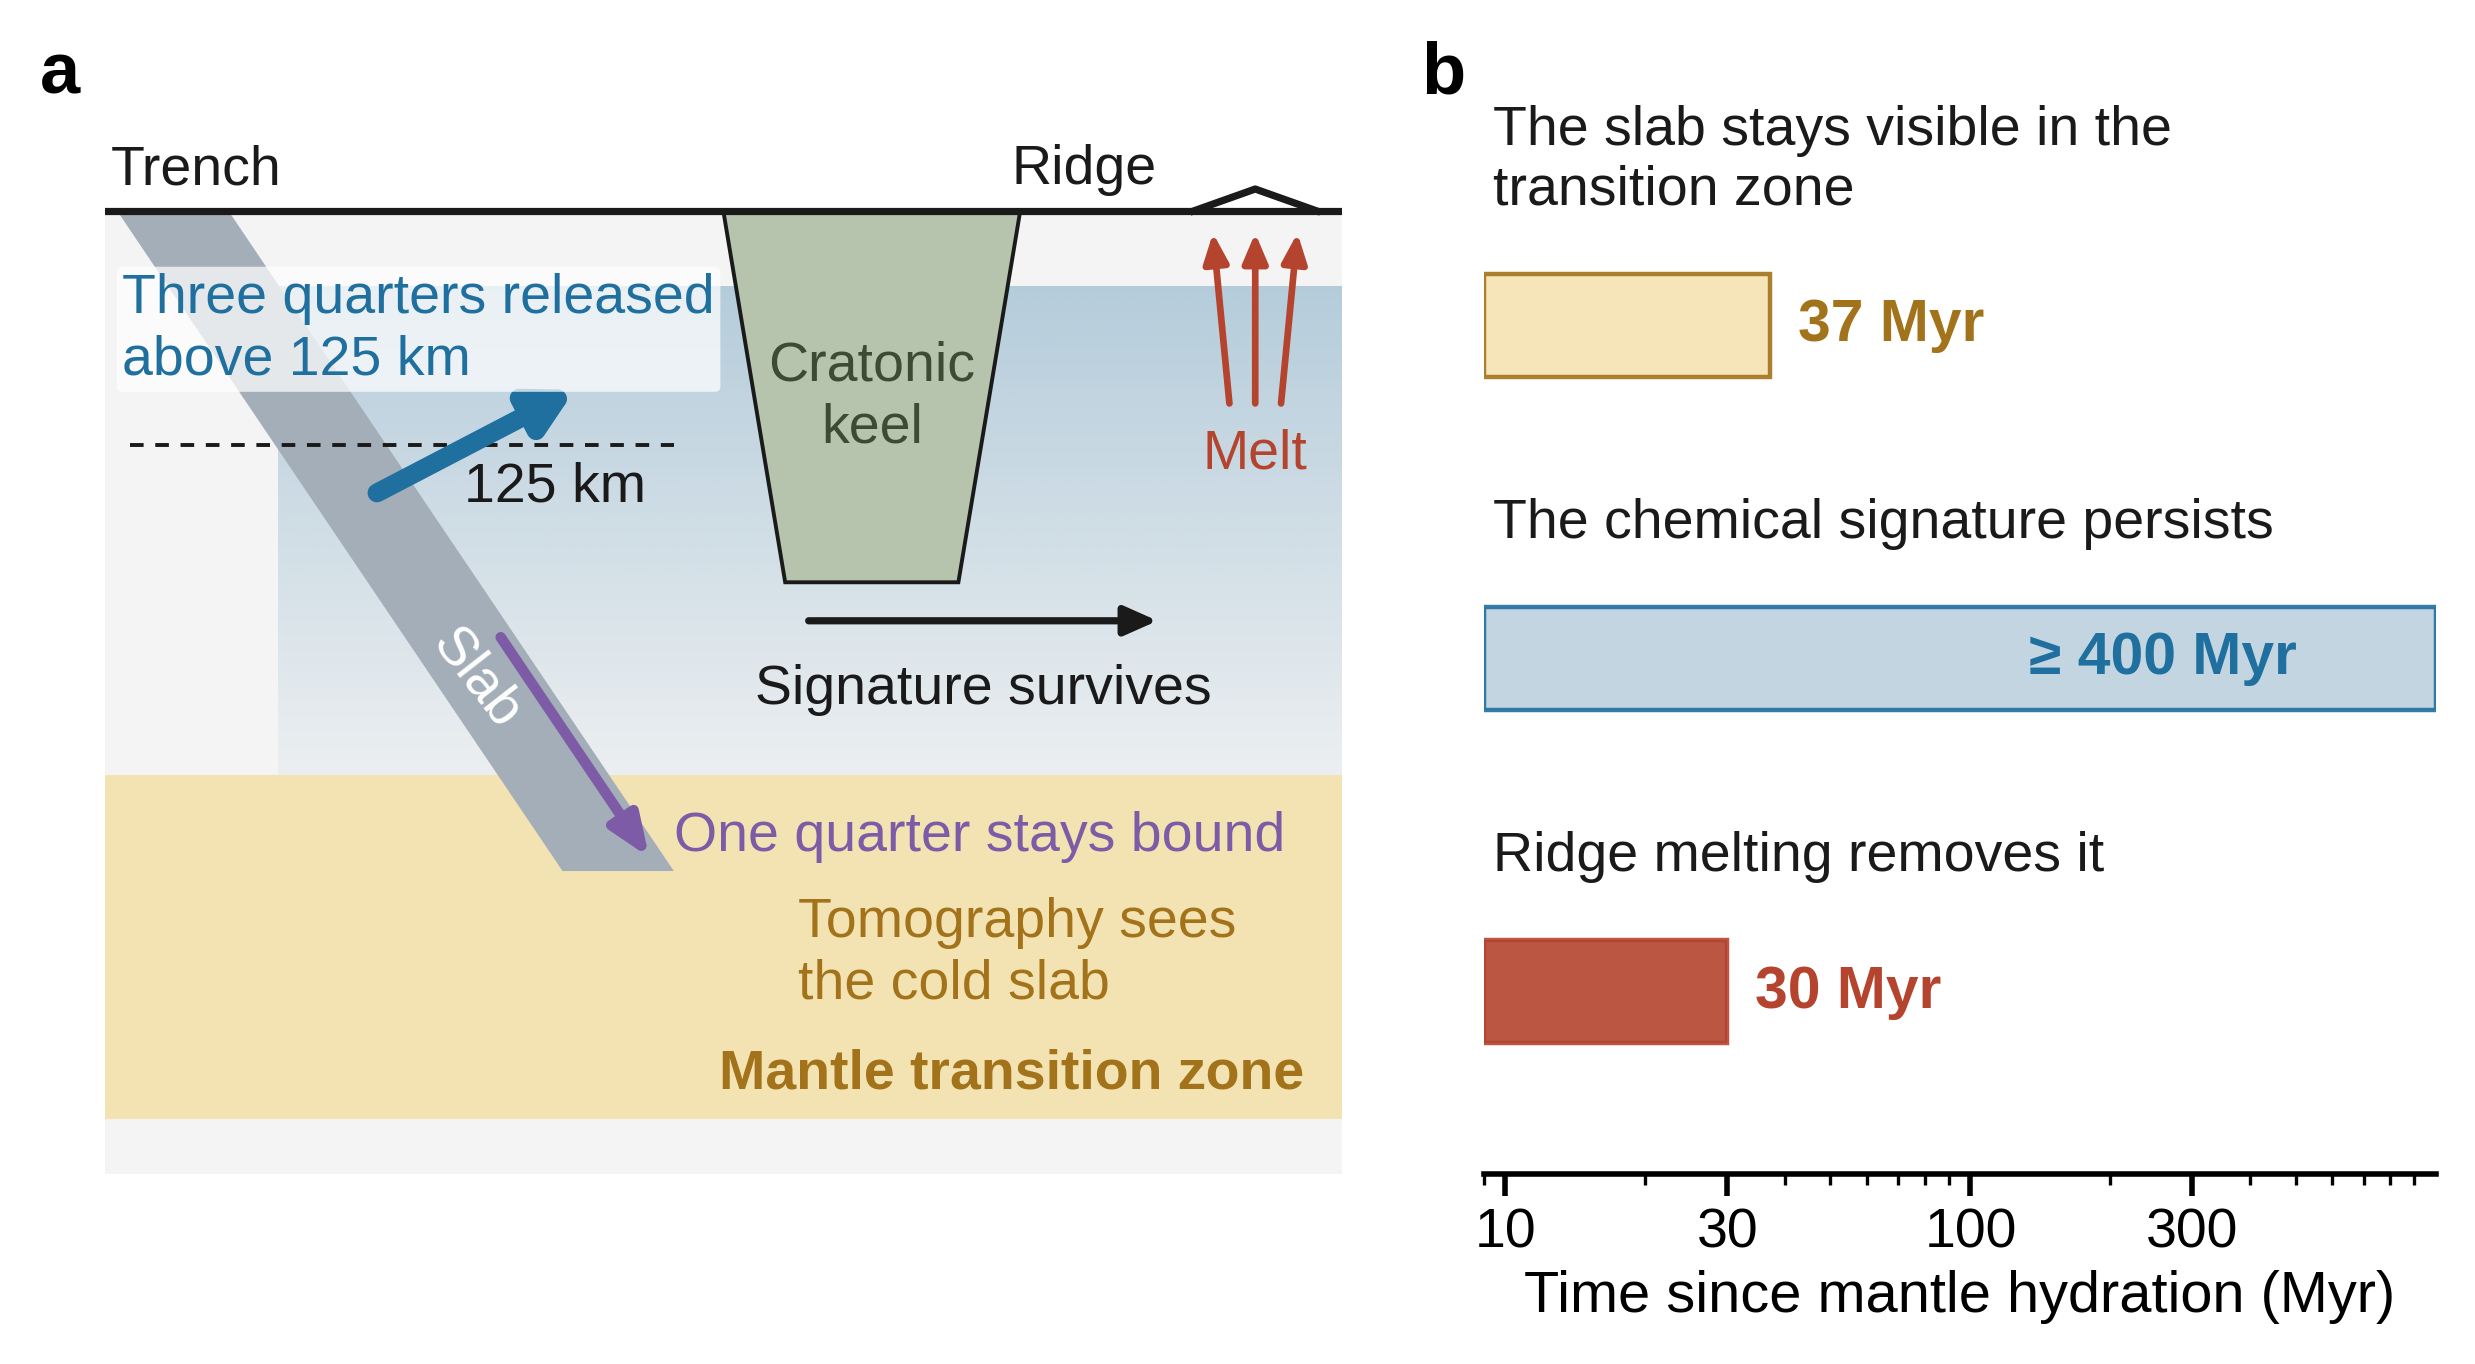 a
Trench
Ridge
Three quarters released
above 125 km
125 km
Cratonic
keel
Melt
Slab
Signature survives
One quarter stays bound
Tomography sees
the cold slab
Mantle transition zone
b
The slab stays visible in the
transition zone
37 Myr
The chemical signature persists
≥ 400 Myr
Ridge melting removes it
30 Myr
10 30 100 300
Time since mantle hydration (Myr)